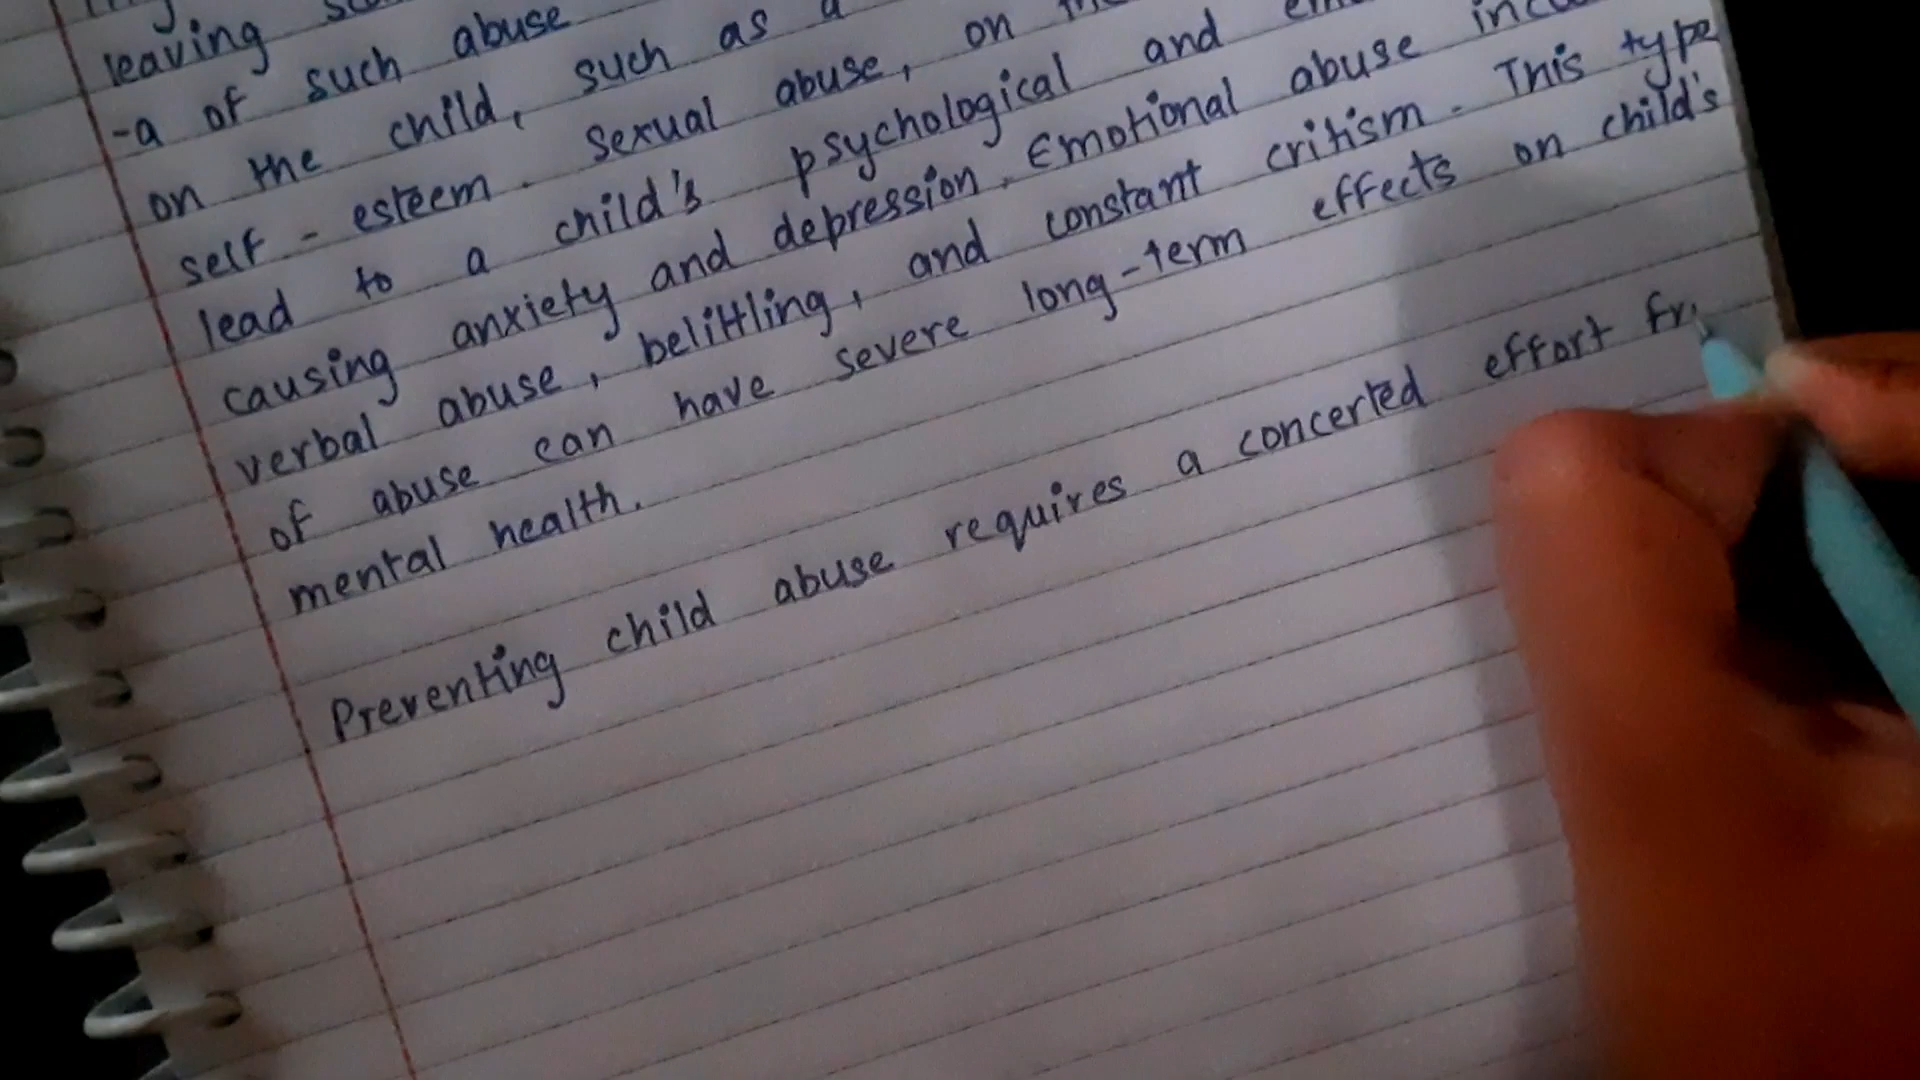 leaving
-a of such abuse
on the child, such as a
self - esteem. Sexual abuse, on
lead to a child's psychological and
causing anxiety and depression. Emotional abuse
verbal abuse, belittling, and constant critism. This type
of abuse can have severe long-term effects on child's
mental health.
Preventing child abuse requires a concerted effort